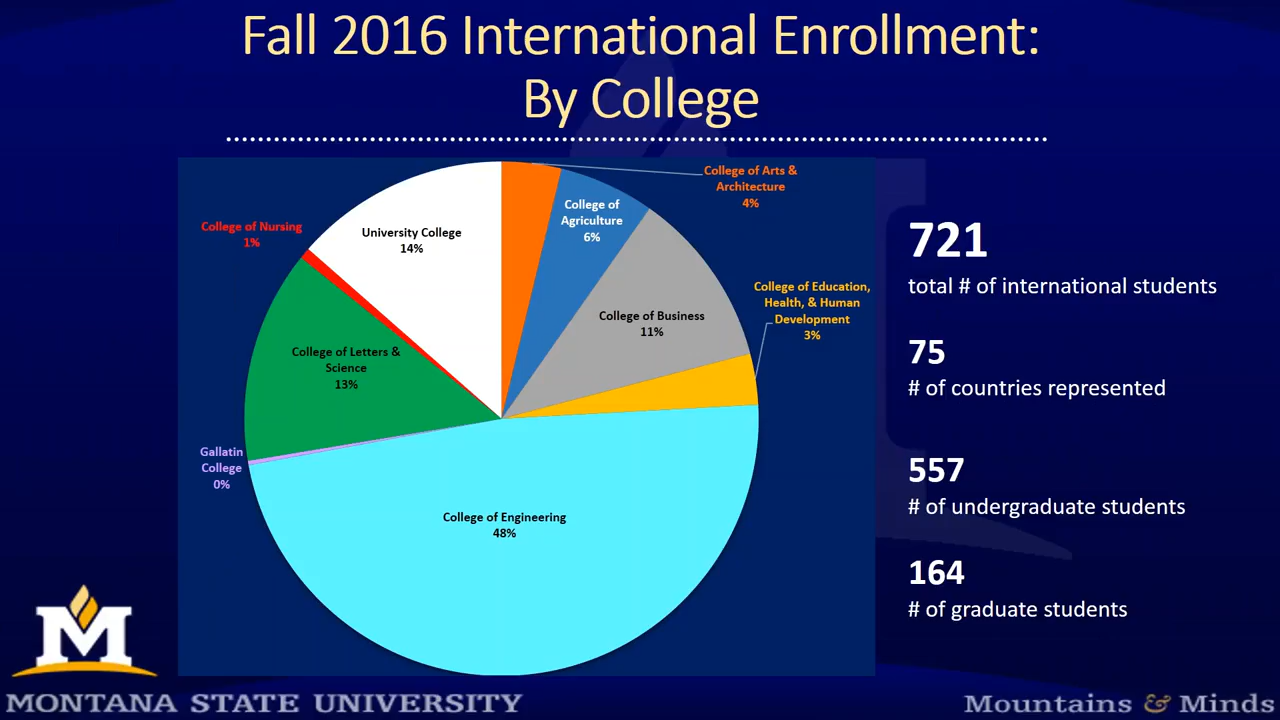 Fall 2016 International Enrollment:
By College
College of Arts &
Architecture
4%
College of
Agriculture
6%
College of Nursing
1%
University College
14%
College of Education,
Health, & Human
Development
3%
College of Business
11%
College of Letters &
Science
13%
Gallatin
College
0%
College of Engineering
48%
721
total # of international students
75
# of countries represented
557
# of undergraduate students
164
# of graduate students
M
MONTANA STATE UNIVERSITY
Mountains & Minds